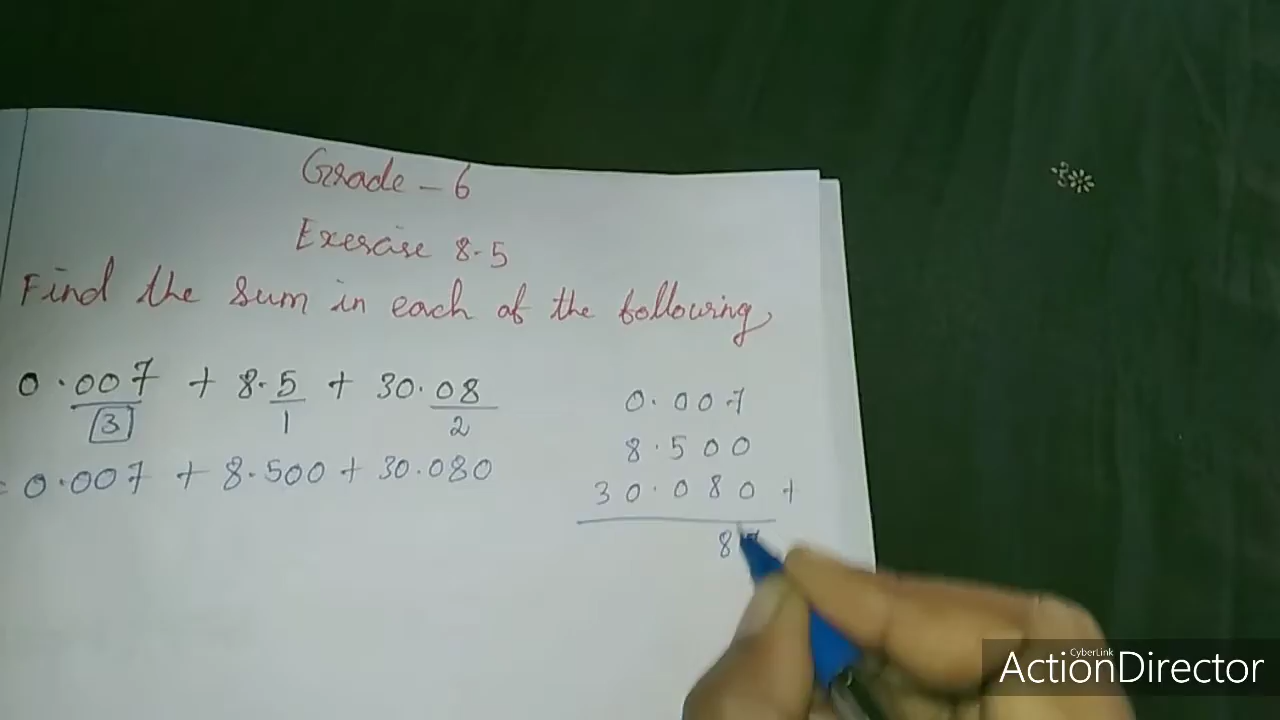 Grade - 6
Exercise 8.5
Find the sum in each of the following,
0.007 + 8.5 + 30.08
3 1 2
= 0.007 + 8.500 + 30.080
0.007
8.500
30.080 +
87
CyberLink
ActionDirector